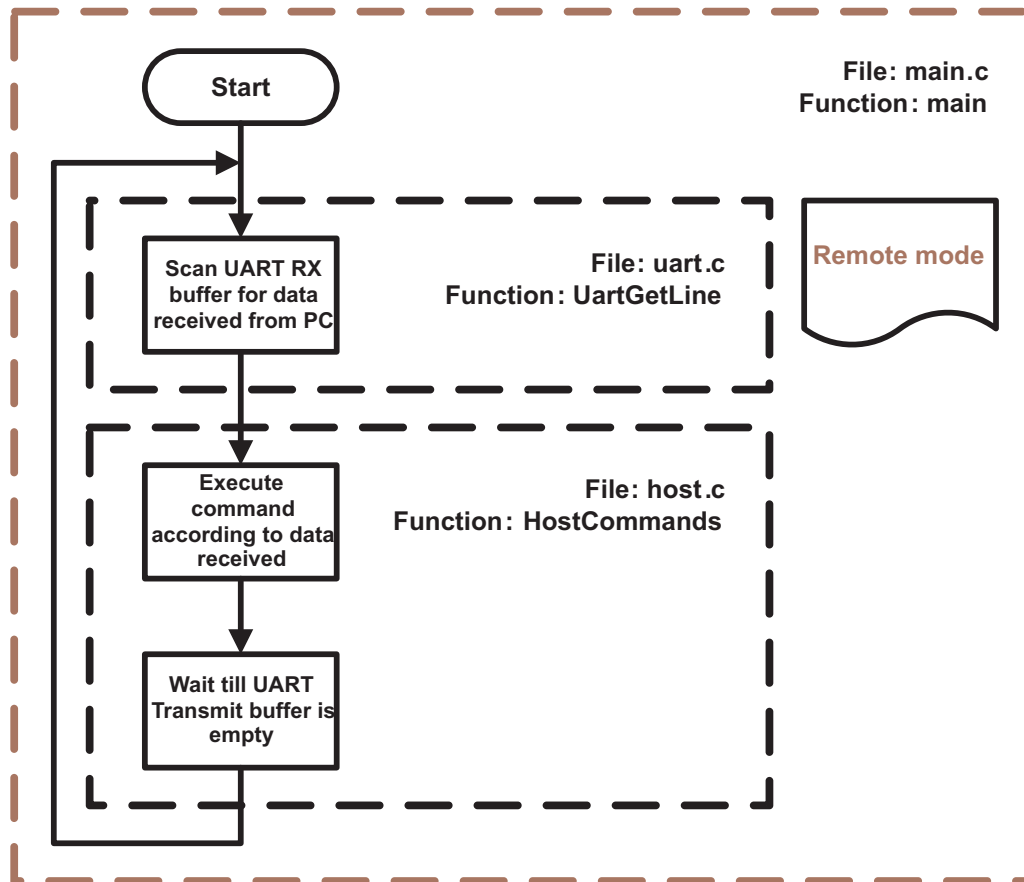 Start
File: main.c
Function: main
Scan UART RX
buffer for data
received from PC
File: uart.c
Function: UartGetLine
Remote mode
Execute
command
according to data
received
File: host.c
Function: HostCommands
Wait till UART
Transmit buffer is
empty